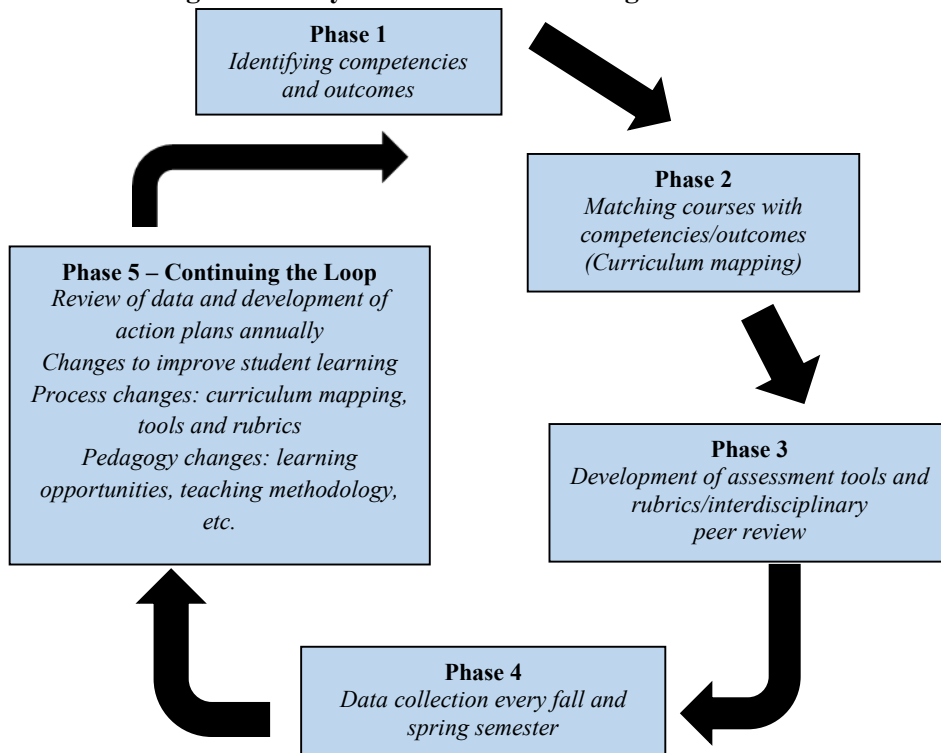 Phase 1
Identifying competencies
and outcomes
Phase 2
Matching courses with
competencies/outcomes
(Curriculum mapping)
Phase 3
Development of assessment tools and
rubrics/interdisciplinary
peer review
Phase 4
Data collection every fall and
spring semester
Phase 5 – Continuing the Loop
Review of data and development of
action plans annually
Changes to improve student learning
Process changes: curriculum mapping,
tools and rubrics
Pedagogy changes: learning
opportunities, teaching methodology,
etc.